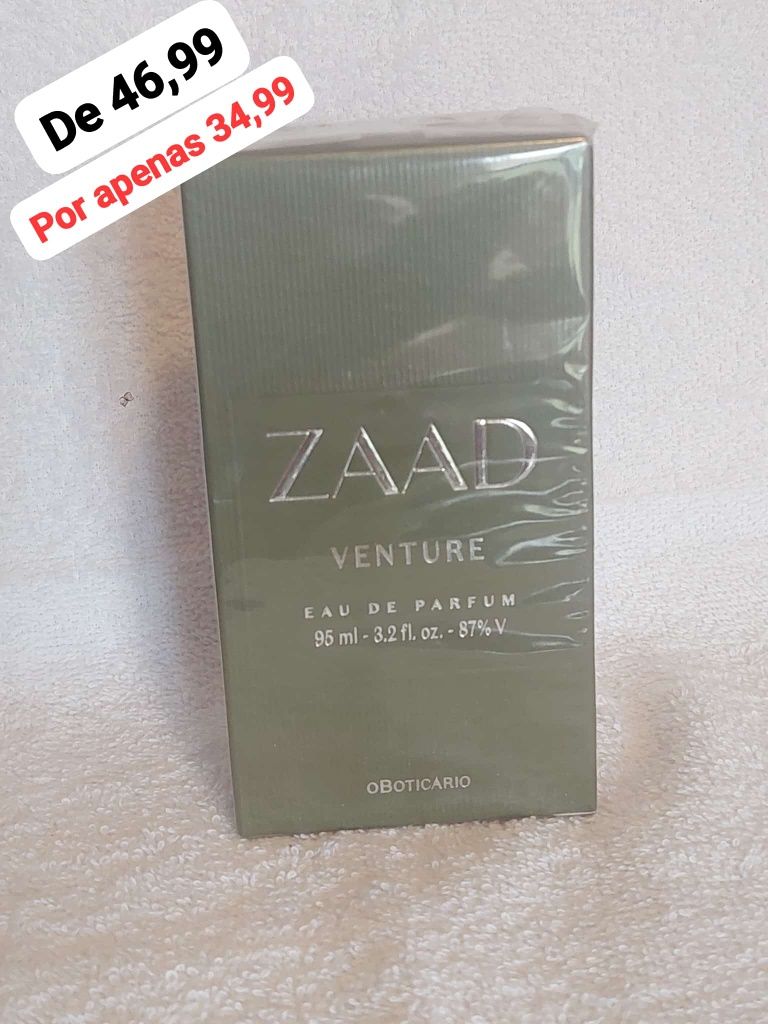 De 46,99
Por apenas 34,99
ZAAD
VENTURE
EAU DE PARFUM
95 ml - 3.2 fl. oz. - 87% V
oBOTICARIO